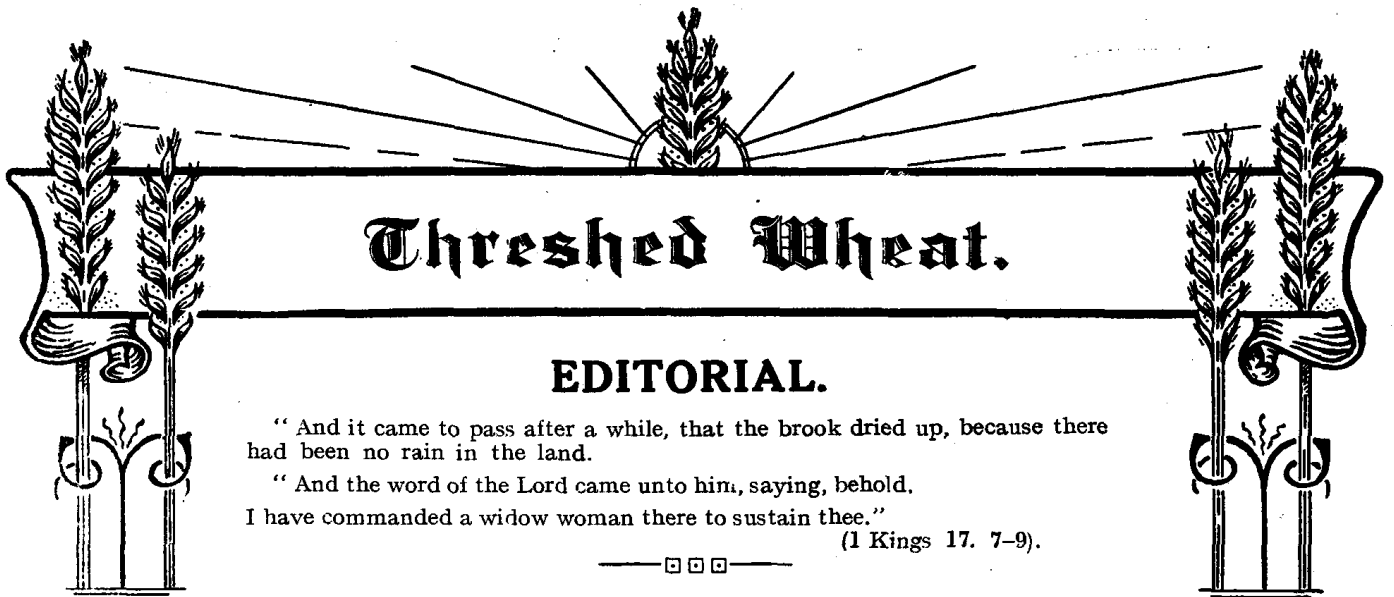 Threshed Wheat.
EDITORIAL.
“ And it came to pass after a while, that the brook dried up, because there
had been no rain in the land.
“ And the word of the Lord came unto him, saying, behold,
I have commanded a widow woman there to sustain thee.”
(1 Kings 17. 7–9).